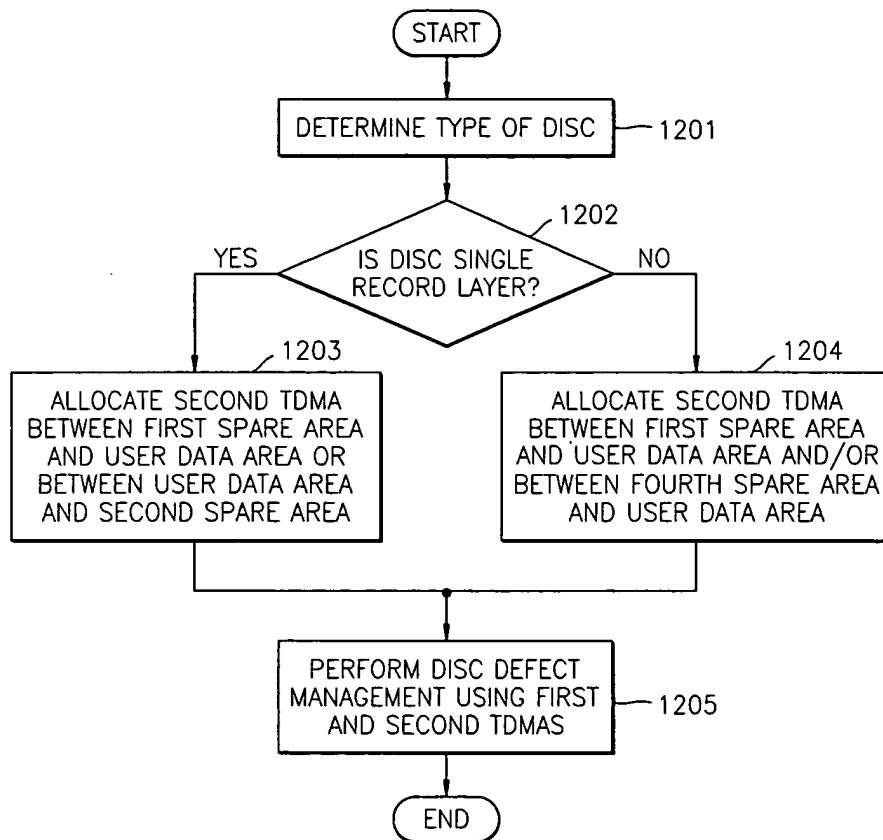 START
DETERMINE TYPE OF DISC
1201
1202
YES
IS DISC SINGLE
RECORD LAYER?
NO
1203
ALLOCATE SECOND TDMA
BETWEEN FIRST SPARE AREA
AND USER DATA AREA OR
BETWEEN USER DATA AREA
AND SECOND SPARE AREA
1204
ALLOCATE SECOND TDMA
BETWEEN FIRST SPARE AREA
AND USER DATA AREA AND/OR
BETWEEN FOURTH SPARE AREA
AND USER DATA AREA
PERFORM DISC DEFECT
MANAGEMENT USING FIRST
AND SECOND TDMAS
1205
END